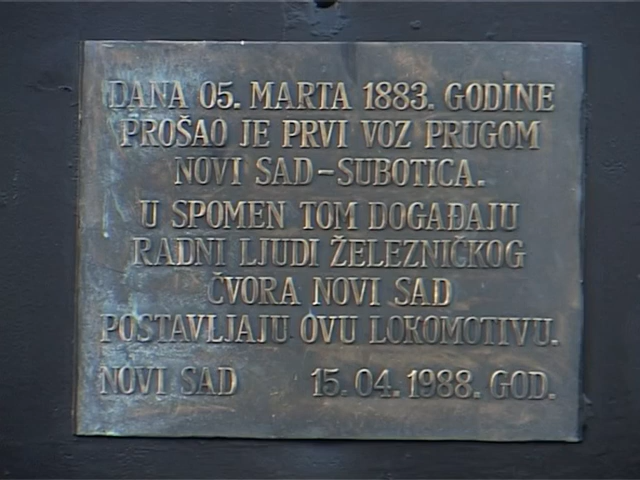 DANA 05. MARTA 1883. GODINE
PROŠAO JE PRVI VOZ PRUGOM
NOVI SAD-SUBOTICA.
U SPOMEN TOM DOGAĐAJU
RADNI LJUDI ŽELEZNIČKOG
ČVORA NOVI SAD
POSTAVLJAJU OVU LOKOMOTIVU.
NOVI SAD 15.04.1988. GOD.